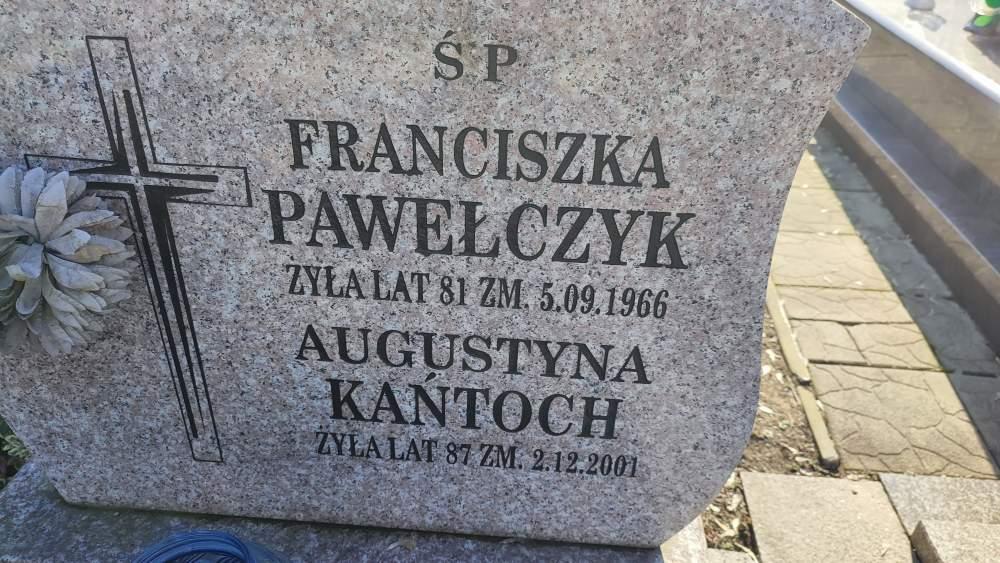 ŚP
FRANCISZKA
PAWEŁCZYK
ŻYŁA LAT 81 ZM. 5.09.1966
AUGUSTYNA
KAŃTOCH
ŻYŁA LAT 87 ZM. 2.12.2001